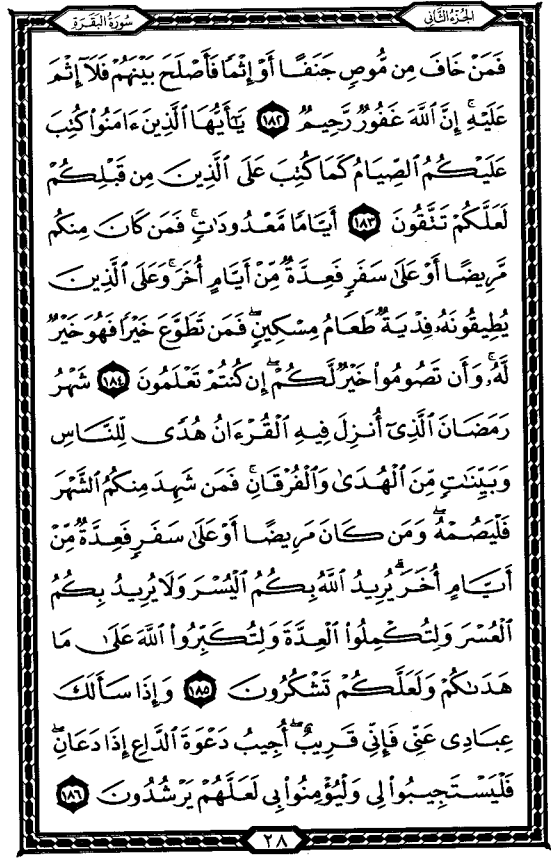 الجزء الثاني
سورة البقرة
فَمَنْ خَافَ مِن مُّوصٍ جَنَفًا أَوْ إِثْمًا فَأَصْلَحَ بَيْنَهُمْ فَلَآ إِثْمَ
عَلَيْهِ ۚ إِنَّ ٱللَّهَ غَفُورٌ رَّحِيمٌ ١٨٢ يَٰٓأَيُّهَا ٱلَّذِينَ ءَامَنُوا۟ كُتِبَ
عَلَيْكُمُ ٱلصِّيَامُ كَمَا كُتِبَ عَلَى ٱلَّذِينَ مِن قَبْلِكُمْ
لَعَلَّكُمْ تَتَّقُونَ ١٨٣ أَيَّامًا مَّعْدُودَٰتٍ ۚ فَمَن كَانَ مِنكُم
مَّرِيضًا أَوْ عَلَىٰ سَفَرٍ فَعِدَّةٌ مِّنْ أَيَّامٍ أُخَرَ ۚ وَعَلَى ٱلَّذِينَ
يُطِيقُونَهُۥ فِدْيَةٌ طَعَامُ مِسْكِينٍ ۖ فَمَن تَطَوَّعَ خَيْرًا فَهُوَ خَيْرٌ
لَّهُۥ ۚ وَأَن تَصُومُوا۟ خَيْرٌ لَّكُمْ ۖ إِن كُنتُمْ تَعْلَمُونَ ١٨٤ شَهْرُ
رَمَضَانَ ٱلَّذِىٓ أُنزِلَ فِيهِ ٱلْقُرْءَانُ هُدًى لِّلنَّاسِ
وَبَيِّنَٰتٍ مِّنَ ٱلْهُدَىٰ وَٱلْفُرْقَانِ ۚ فَمَن شَهِدَ مِنكُمُ ٱلشَّهْرَ
فَلْيَصُمْهُ ۖ وَمَن كَانَ مَرِيضًا أَوْ عَلَىٰ سَفَرٍ فَعِدَّةٌ مِّنْ
أَيَّامٍ أُخَرَ ۗ يُرِيدُ ٱللَّهُ بِكُمُ ٱلْيُسْرَ وَلَا يُرِيدُ بِكُمُ
ٱلْعُسْرَ وَلِتُكْمِلُوا۟ ٱلْعِدَّةَ وَلِتُكَبِّرُوا۟ ٱللَّهَ عَلَىٰ مَا
هَدَىٰكُمْ وَلَعَلَّكُمْ تَشْكُرُونَ ١٨٥ وَإِذَا سَأَلَكَ
عِبَادِى عَنِّى فَإِنِّى قَرِيبٌ ۖ أُجِيبُ دَعْوَةَ ٱلدَّاعِ إِذَا دَعَانِ ۖ
فَلْيَسْتَجِيبُوا۟ لِى وَلْيُؤْمِنُوا۟ بِى لَعَلَّهُمْ يَرْشُدُونَ ١٨٦
٢٨